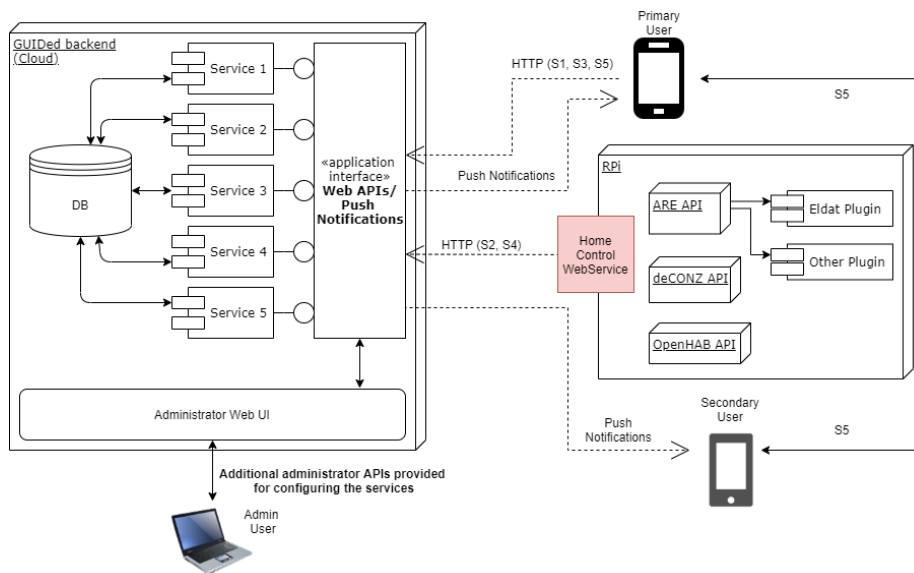 GUIDed backend
(Cloud)
Service 1
Service 2
Service 3
Service 4
Service 5
DB
«application
interface»
Web APIs/
Push
Notifications
Administrator Web UI
Additional administrator APIs provided
for configuring the services
Admin
User
Primary
User
HTTP (S1, S3, S5)
Push Notifications
HTTP (S2, S4)
S5
RPi
Home
Control
WebService
ARE API
Eldat Plugin
Other Plugin
deCONZ API
OpenHAB API
Secondary
User
Push
Notifications
S5